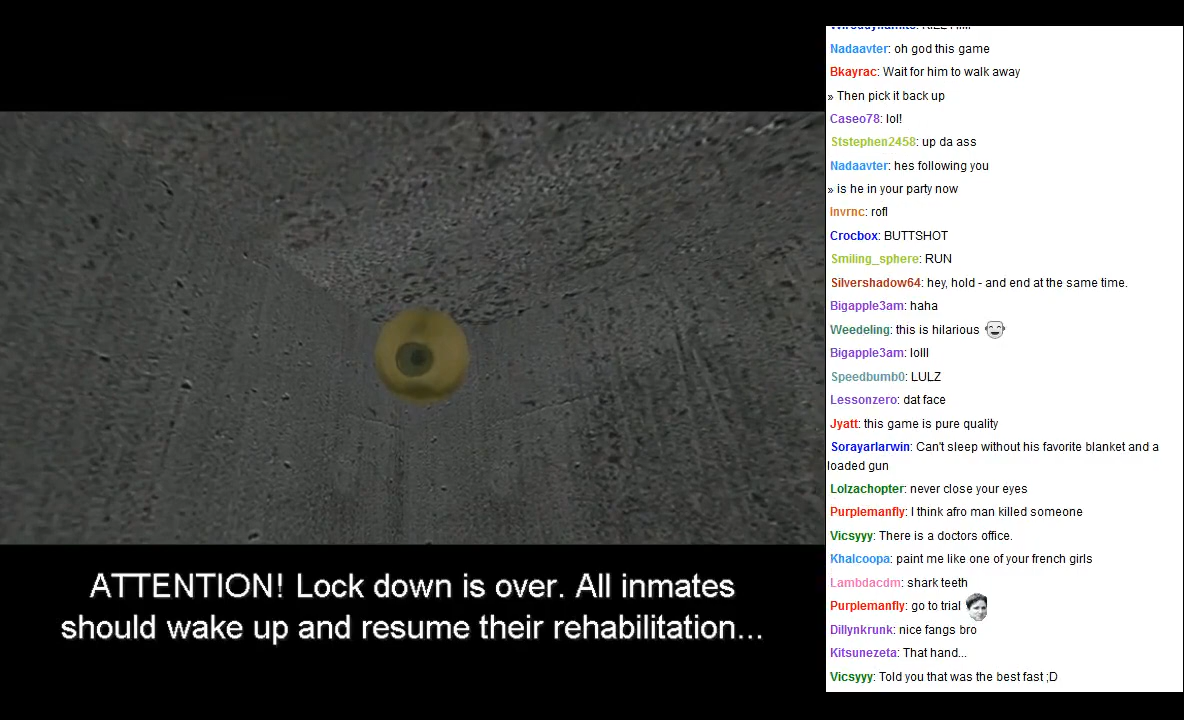 Nadaavter: oh god this game
Bkayrac: Wait for him to walk away
» Then pick it back up
Caseo78: lol!
Ststephen2458: up da ass
Nadaavter: hes following you
» is he in your party now
Invrnc: rofl
Crocbox: BUTTSHOT
Smiling_sphere: RUN
Silvershadow64: hey, hold - and end at the same time.
Bigapple3am: haha
Weedeling: this is hilarious
Bigapple3am: lolll
Speedbumb0: LULZ
Lessonzero: dat face
Jyatt: this game is pure quality
Sorayarlarwin: Can't sleep without his favorite blanket and a
loaded gun
Lolzachopter: never close your eyes
Purplemanfly: I think afro man killed someone
Vicsyyy: There is a doctors office.
Khalcoopa: paint me like one of your french girls
Lambdacdm: shark teeth
Purplemanfly: go to trial
Dillynkrunk: nice fangs bro
Kitsunezeta: That hand...
Vicsyyy: Told you that was the best fast ;D
ATTENTION! Lock down is over. All inmates
should wake up and resume their rehabilitation...